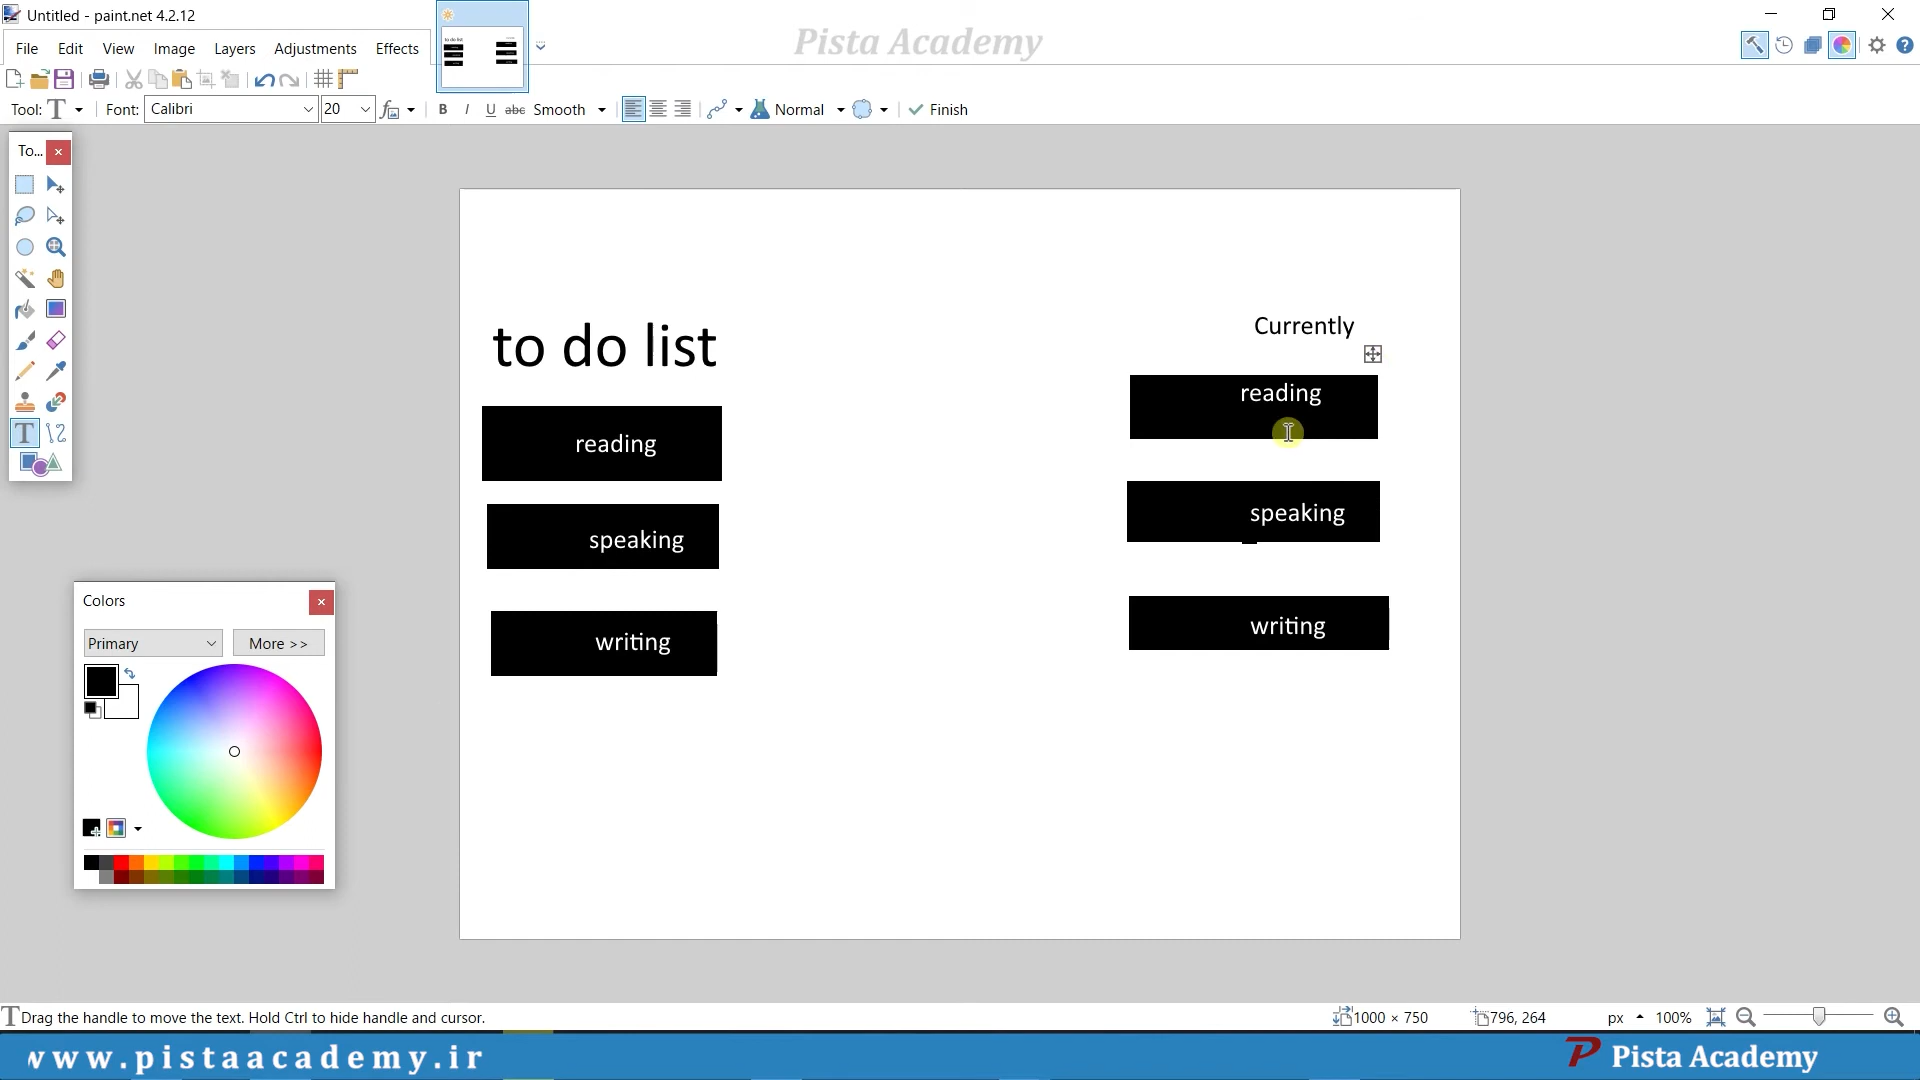 Untitled - paint.net 4.2.12
Pista Academy
File Edit View Image Layers Adjustments Effects
Tool: Font: Calibri 20 B I U abc Smooth Normal Finish
To...
to do list
Currently
reading
reading
speaking
speaking
writing
writing
Colors
Primary More >>
Drag the handle to move the text. Hold Ctrl to hide handle and cursor.
1000 × 750 796, 264 px 100%
www.pistaacademy.ir
Pista Academy